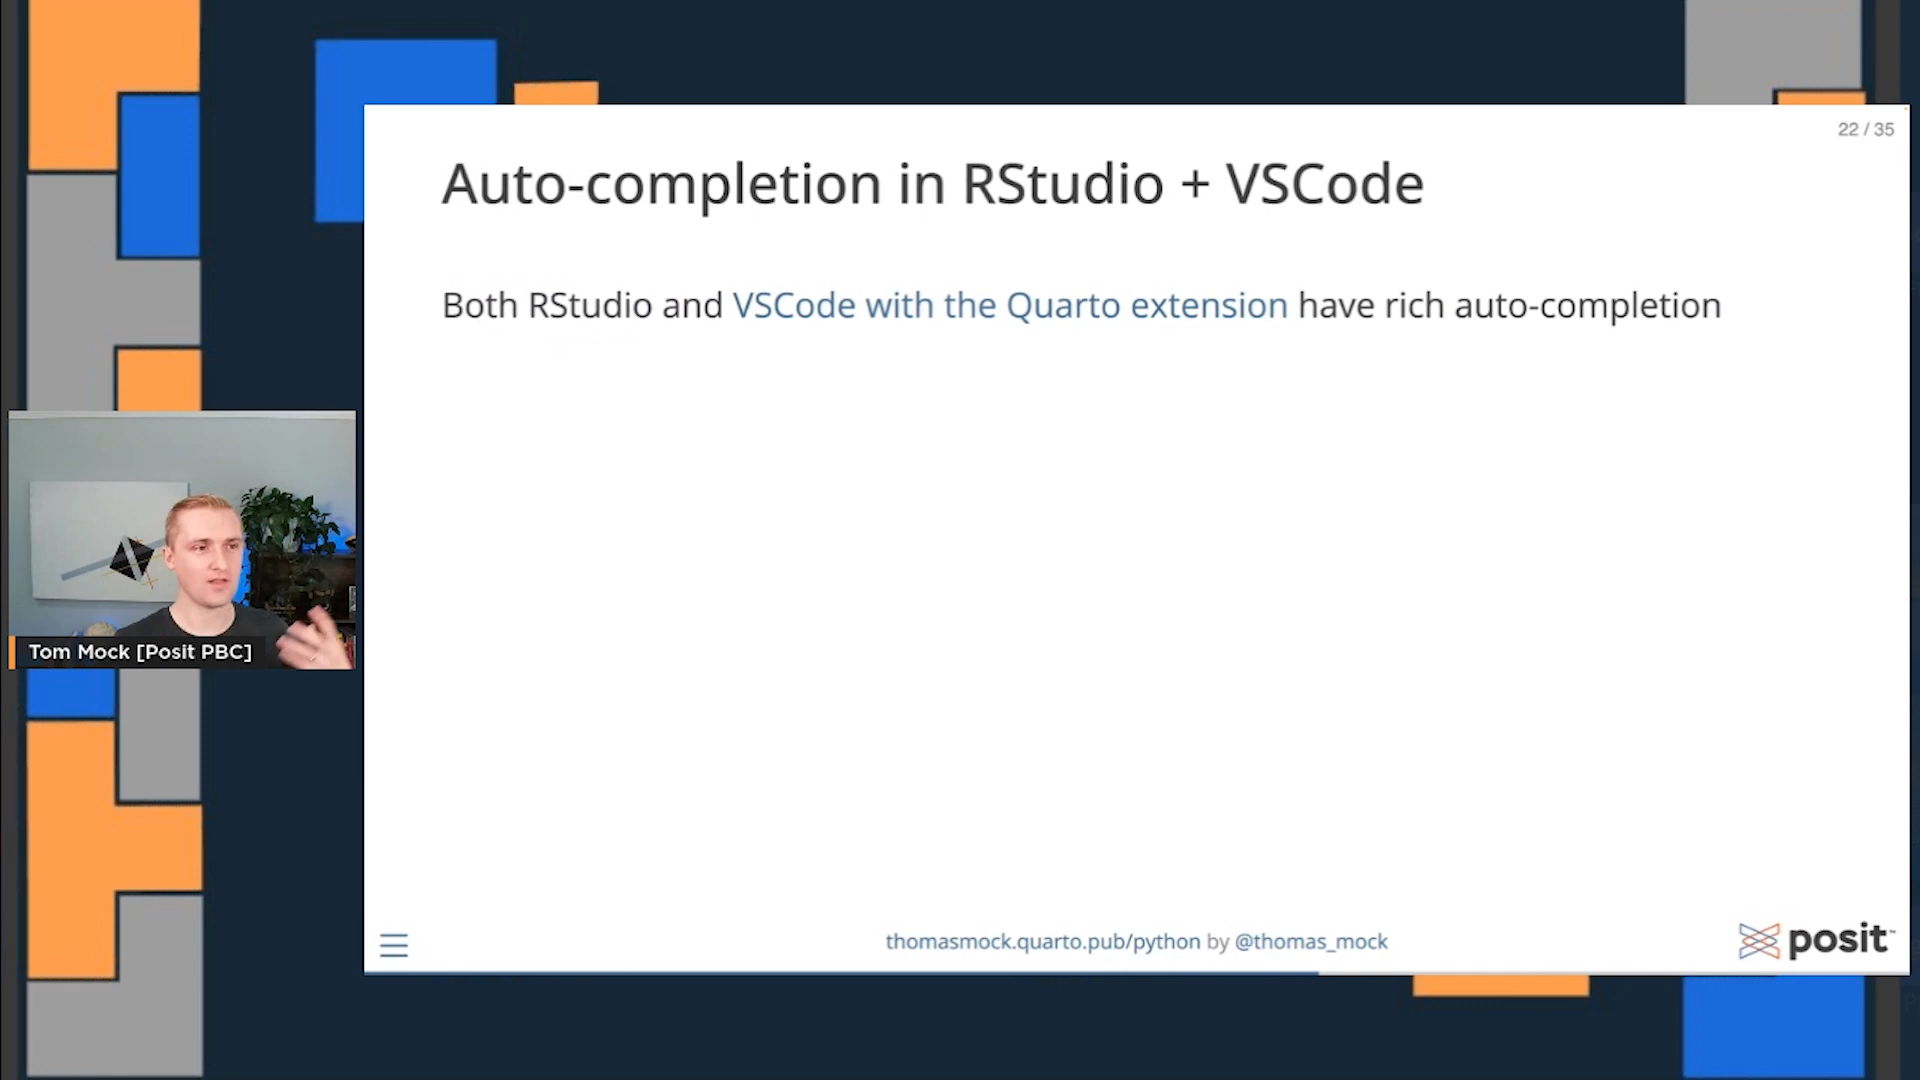 22 / 35
Auto-completion in RStudio + VSCode
Both RStudio and VSCode with the Quarto extension have rich auto-completion
Tom Mock [Posit PBC]
thomasmock.quarto.pub/python by @thomas_mock
posit™